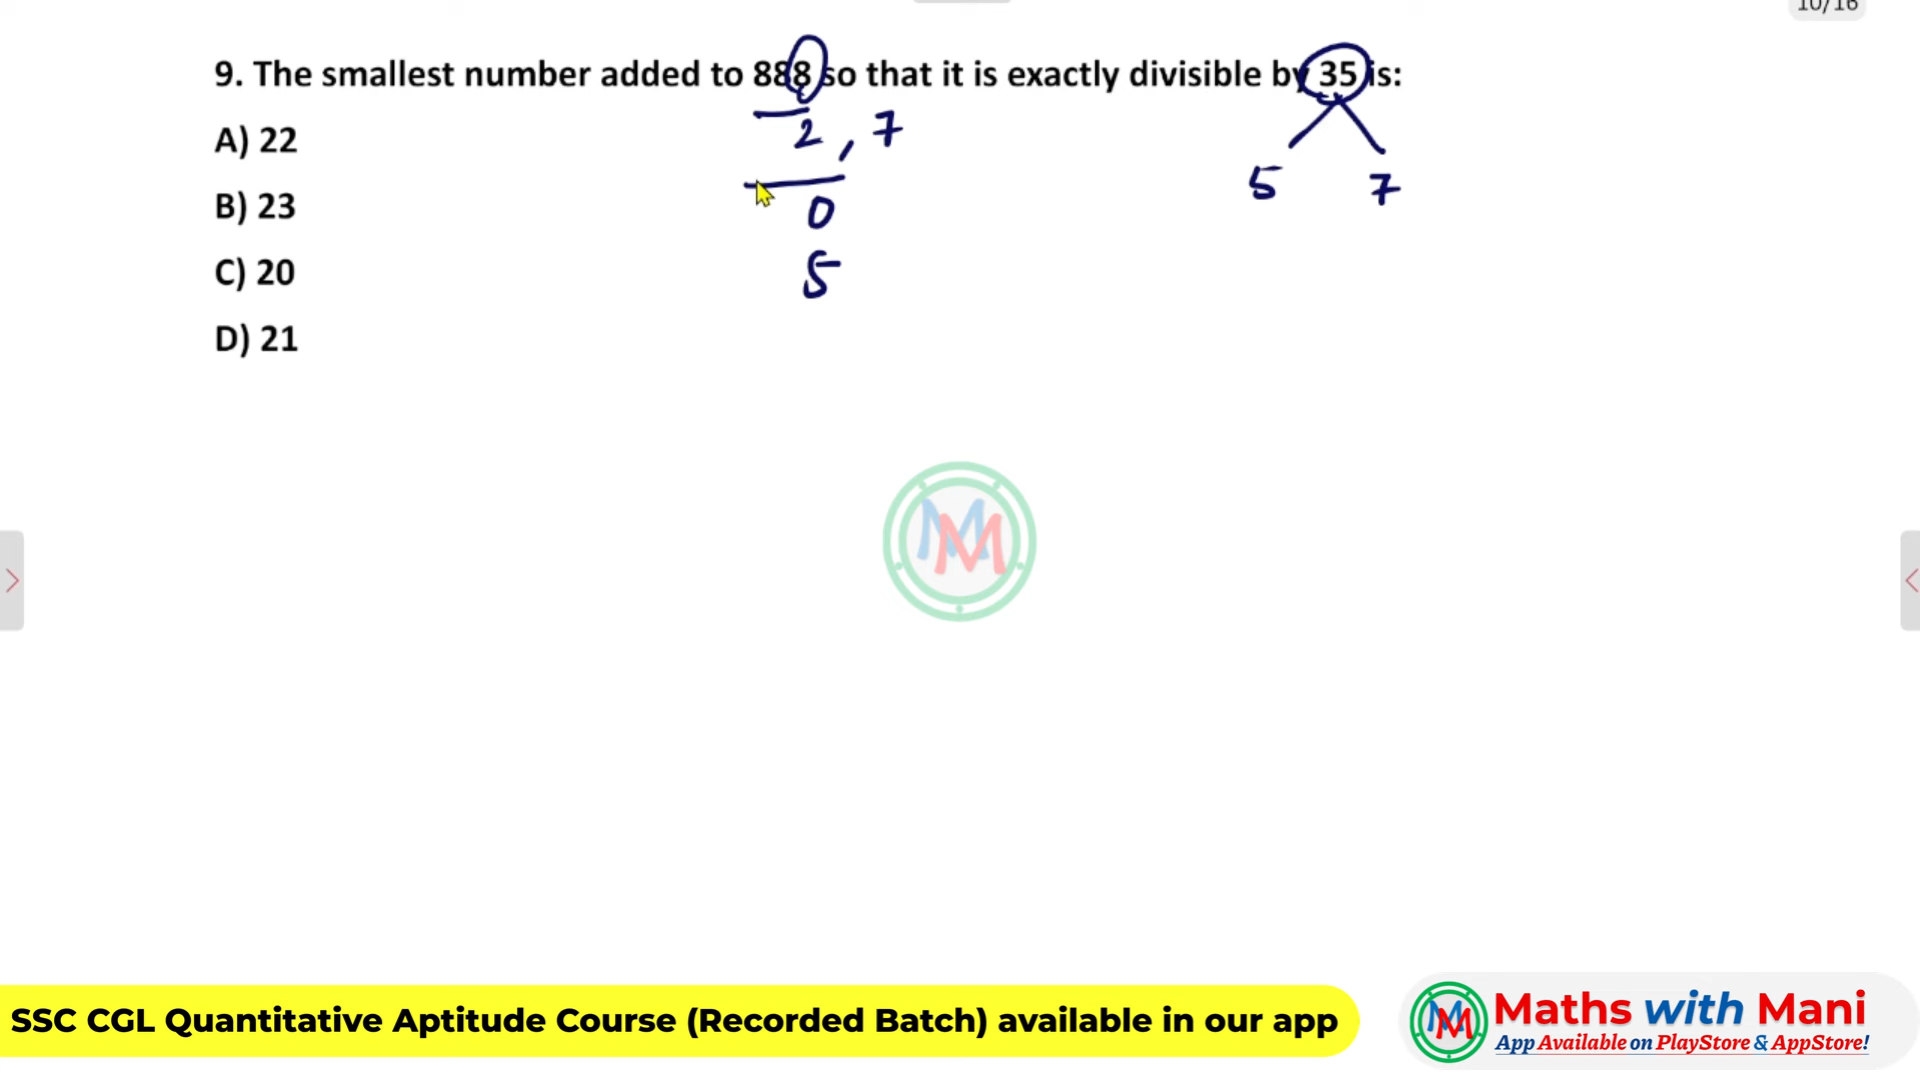 10/16
9. The smallest number added to 888 so that it is exactly divisible by 35 is:
2, 7
A) 22
5 7
B) 23
0
C) 20
5
D) 21
MM
SSC CGL Quantitative Aptitude Course (Recorded Batch) available in our app
MM
Maths with Mani
App Available on PlayStore & AppStore!